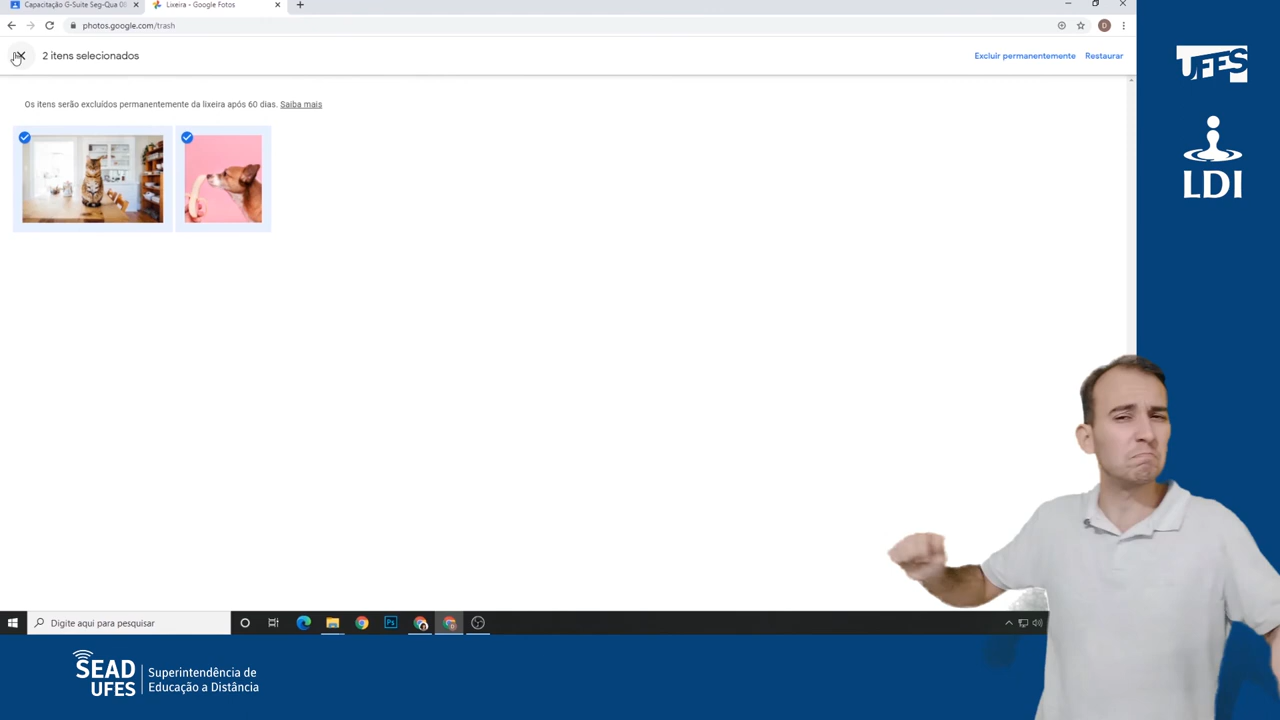 Capacitação G-Suite Seg-Qua 08
Lixeira - Google Fotos
photos.google.com/trash
D
2 itens selecionados
Excluir permanentemente
Restaurar
Os itens serão excluídos permanentemente da lixeira após 60 dias. Saiba mais
Digite aqui para pesquisar
Ps
UFES
LDI
SEAD
UFES
Superintendência de
Educação a Distância